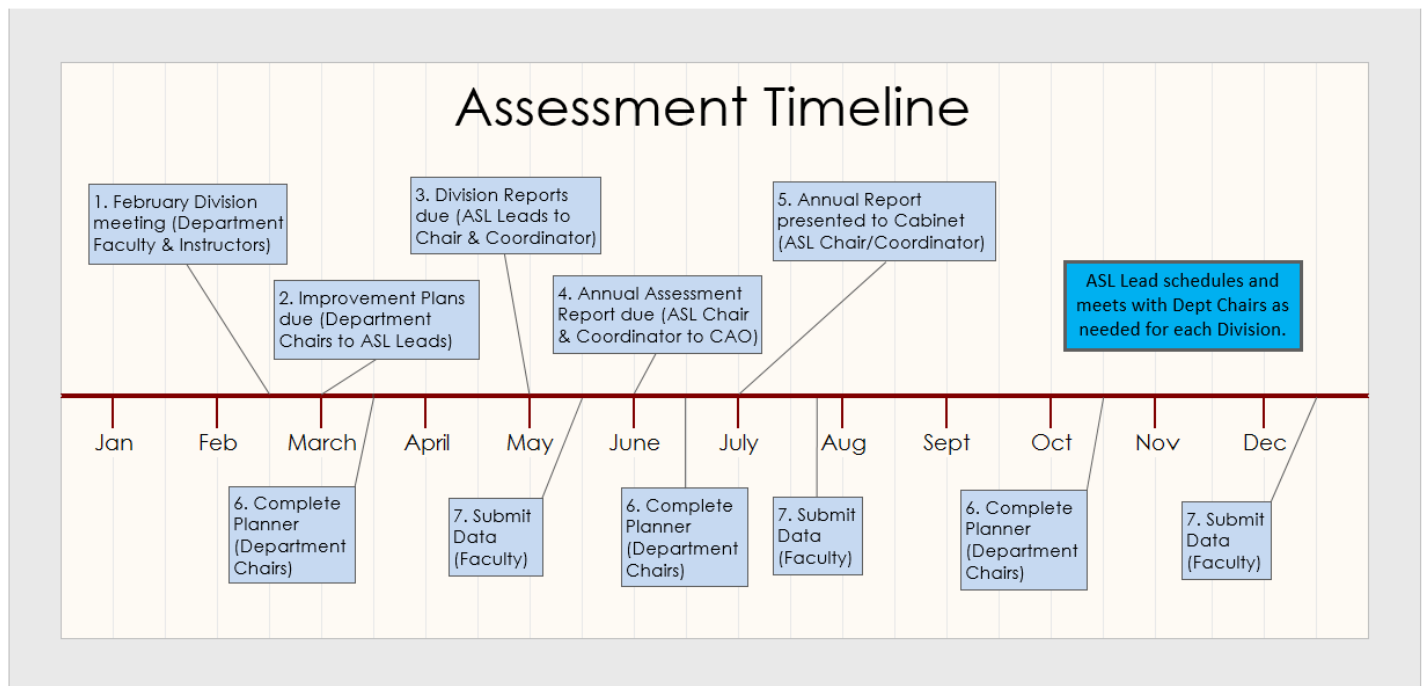 Assessment Timeline
1. February Division
meeting (Department
Faculty & Instructors)
2. Improvement Plans
due (Department
Chairs to ASL Leads)
3. Division Reports
due (ASL Leads to
Chair & Coordinator)
4. Annual Assessment
Report due (ASL Chair
& Coordinator to CAO)
5. Annual Report
presented to Cabinet
(ASL Chair/Coordinator)
ASL Lead schedules and
meets with Dept Chairs as
needed for each Division.
Jan Feb March April May June July Aug Sept Oct Nov Dec
6. Complete
Planner
(Department
Chairs)
7. Submit
Data
(Faculty)
6. Complete
Planner
(Department
Chairs)
7. Submit
Data
(Faculty)
6. Complete
Planner
(Department
Chairs)
7. Submit
Data
(Faculty)